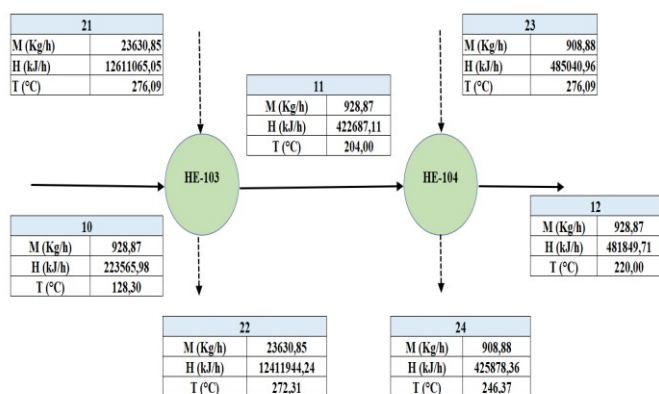 21
M (Kg/h) 23630,85
H (kJ/h) 12611065,05
T (°C) 276,09
23
M (Kg/h) 908,88
H (kJ/h) 485040,96
T (°C) 276,09
11
M (Kg/h) 928,87
H (kJ/h) 422687,11
T (°C) 204,00
HE-103
HE-104
10
M (Kg/h) 928,87
H (kJ/h) 223565,98
T (°C) 128,30
12
M (Kg/h) 928,87
H (kJ/h) 481849,71
T (°C) 220,00
22
M (Kg/h) 23630,85
H (kJ/h) 12411944,24
T (°C) 272,31
24
M (Kg/h) 908,88
H (kJ/h) 425878,36
T (°C) 246,37